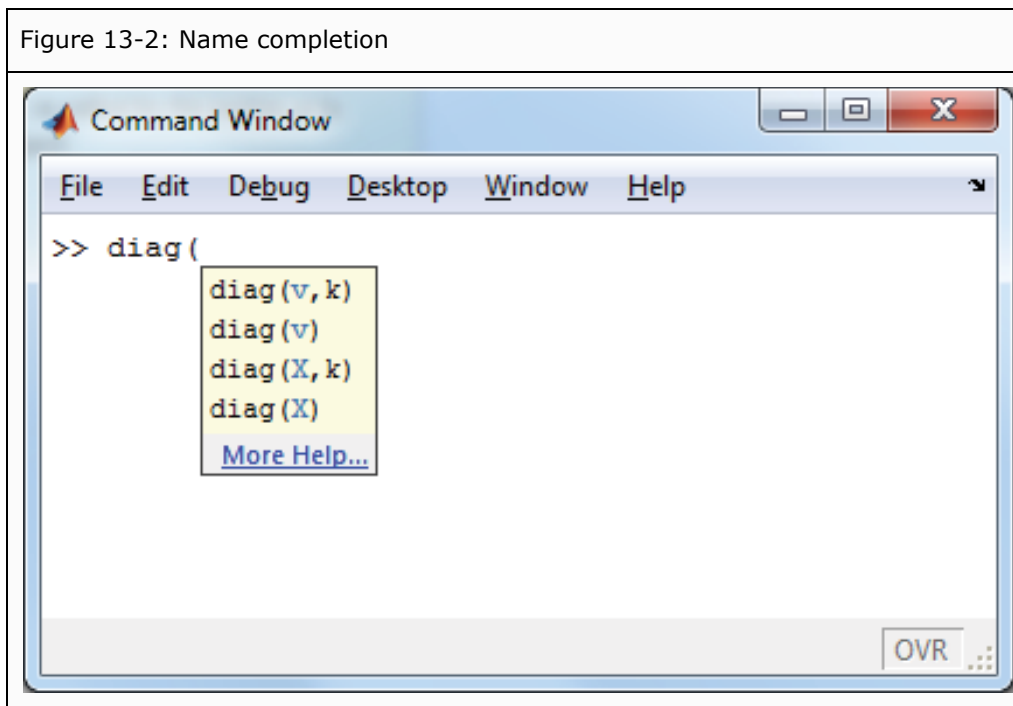 Figure 13-2: Name completion
Command Window
File Edit Debug Desktop Window Help
>> diag(
diag(v,k)
diag(v)
diag(X,k)
diag(X)
More Help...
OVR